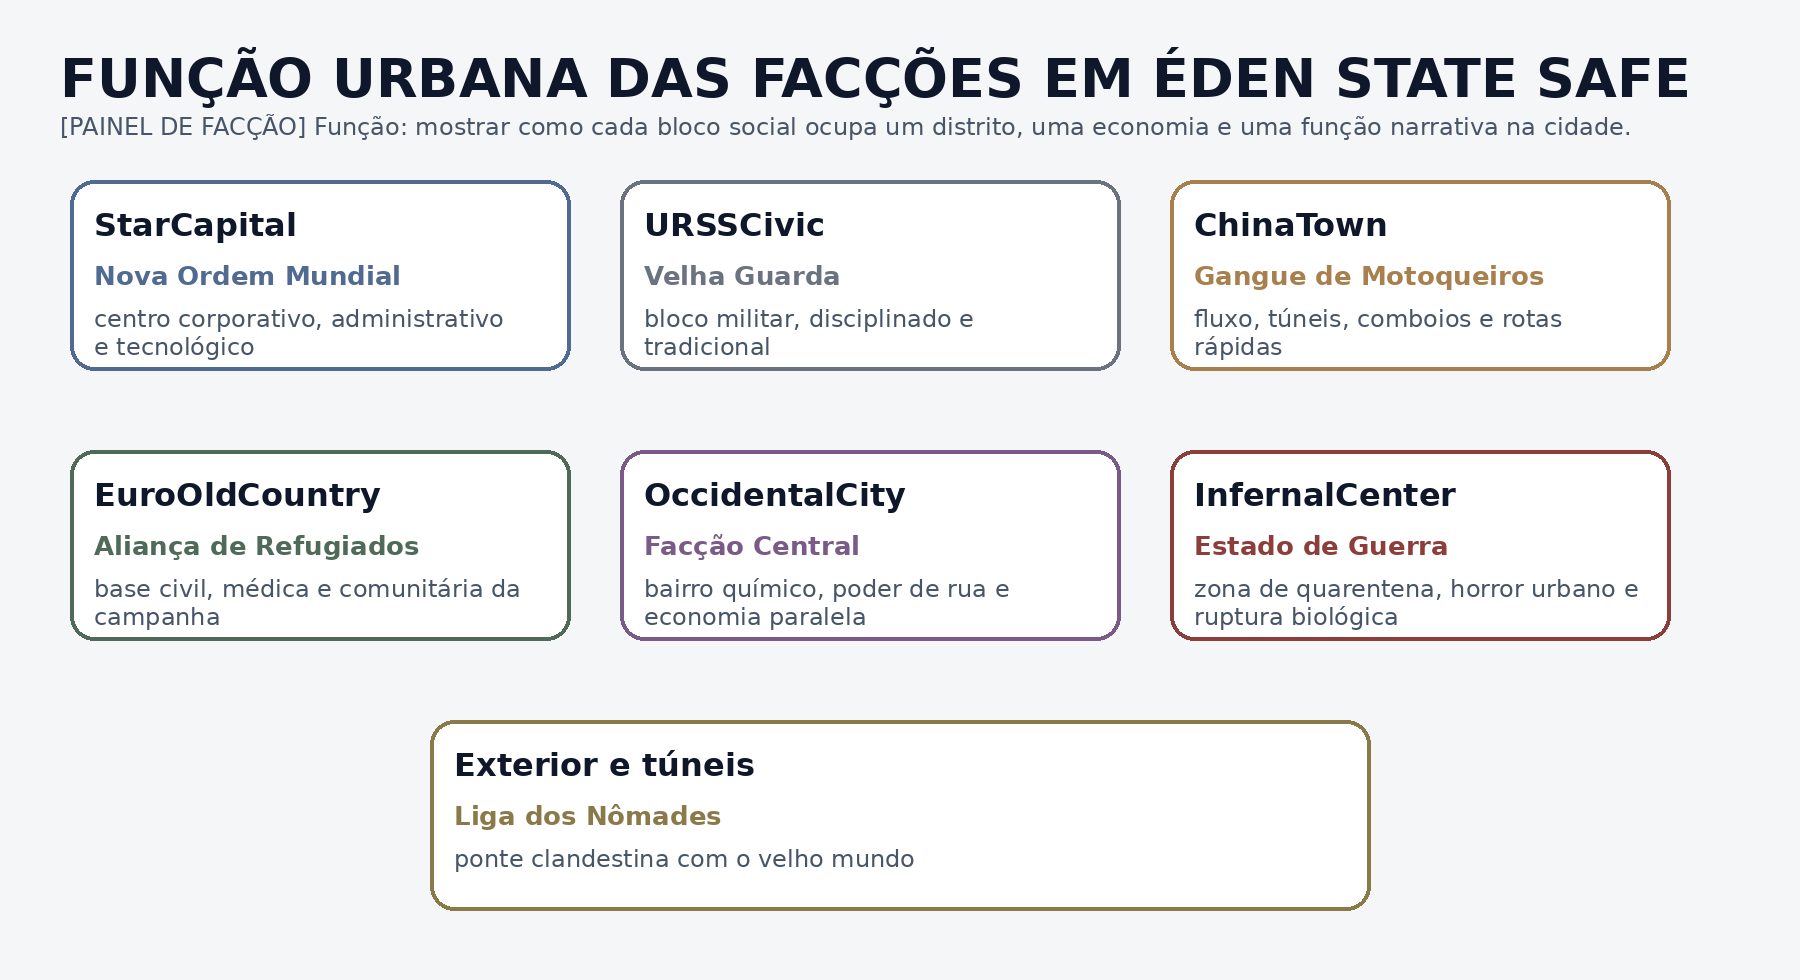 FUNÇÃO URBANA DAS FACÇÕES EM ÉDEN STATE SAFE
[PAINEL DE FACÇÃO] Função: mostrar como cada bloco social ocupa um distrito, uma economia e uma função narrativa na cidade.
StarCapital
Nova Ordem Mundial
centro corporativo, administrativo
e tecnológico
URSSCivic
Velha Guarda
bloco militar, disciplinado e
tradicional
ChinaTown
Gangue de Motoqueiros
fluxo, túneis, comboios e rotas
rápidas
EuroOldCountry
Aliança de Refugiados
base civil, médica e comunitária da
campanha
OccidentalCity
Facção Central
bairro químico, poder de rua e
economia paralela
InfernalCenter
Estado de Guerra
zona de quarentena, horror urbano e
ruptura biológica
Exterior e túneis
Liga dos Nômades
ponte clandestina com o velho mundo